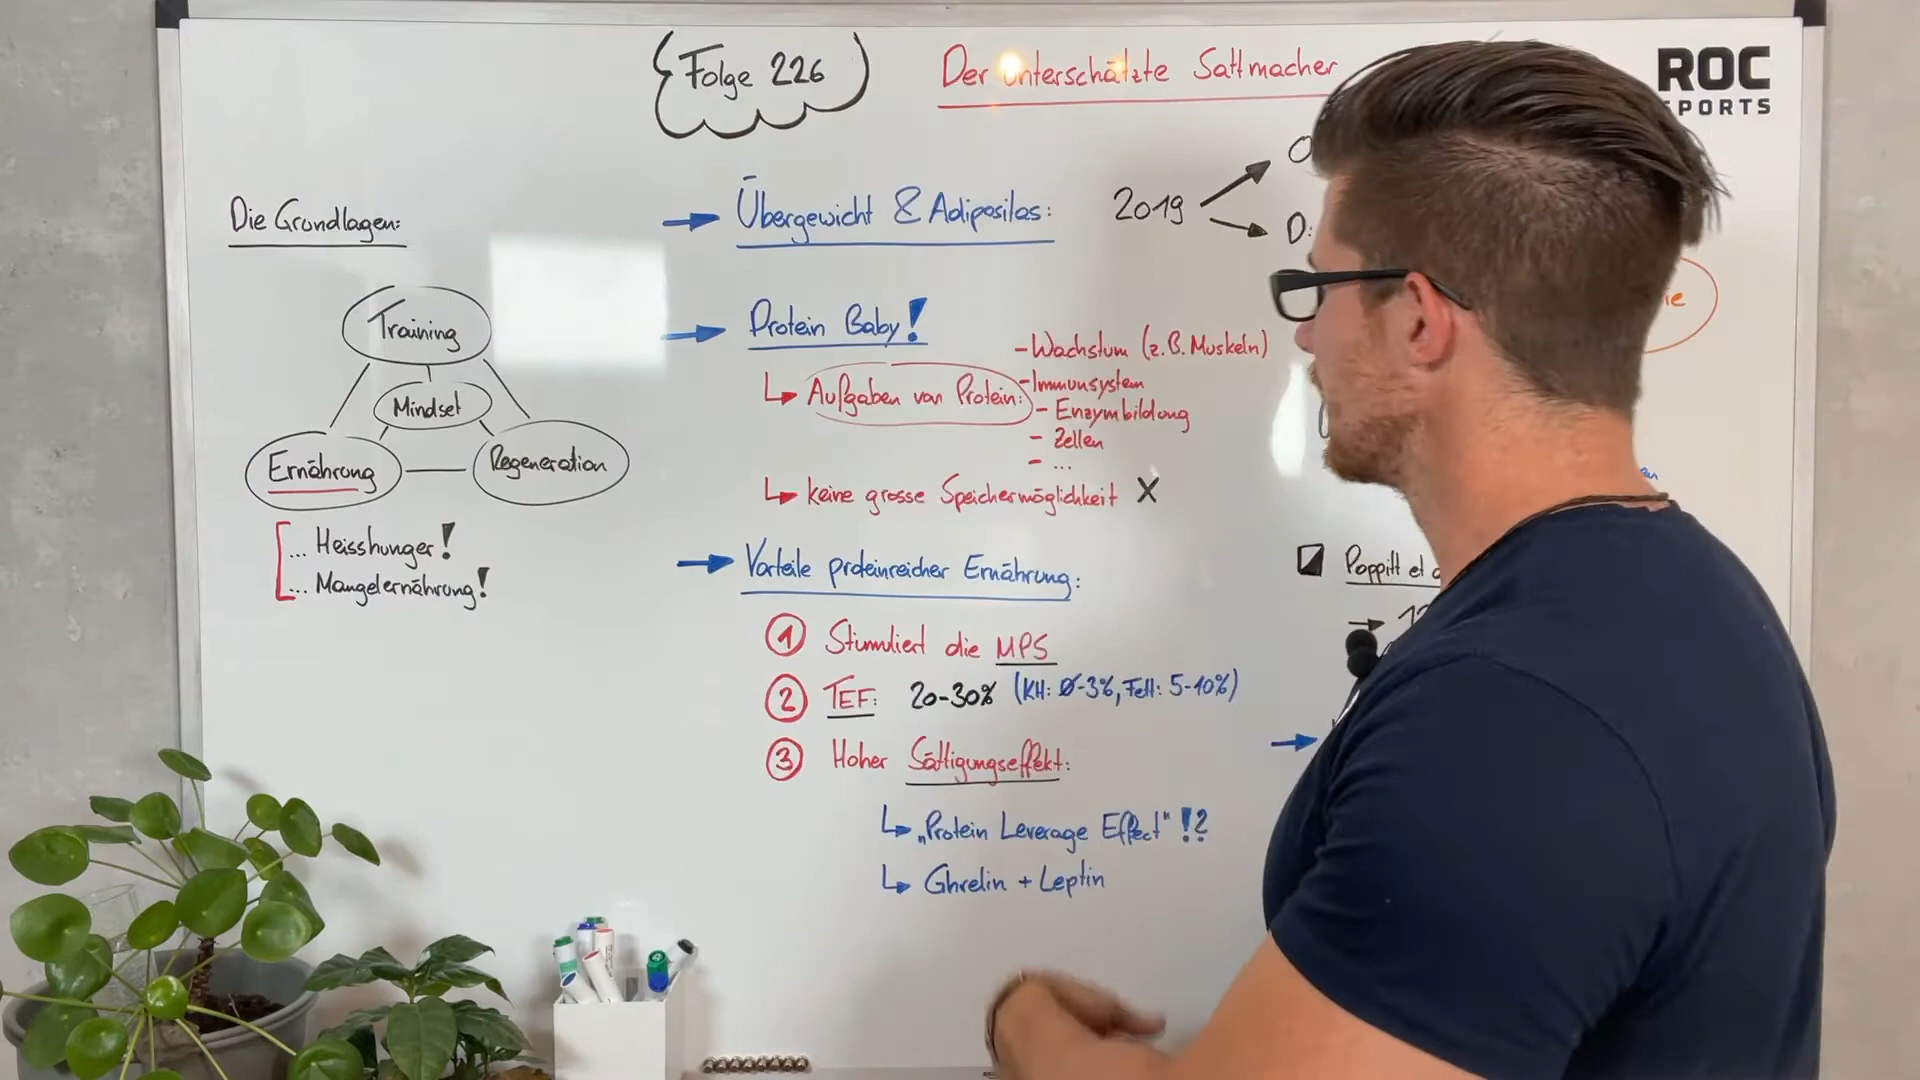 Folge 226
Der unterschätzte Sattmacher
ROC
SPORTS
Die Grundlagen:
Training
Mindset
Ernährung
Regeneration
... Heisshunger!
... Mangelernährung!
Übergewicht & Adipositas:
2019
D:
Protein Baby!
Aufgaben von Protein:
- Wachstum (z.B. Muskeln)
- Immunsystem
- Enzymbildung
- Zellen
- ...
keine grosse Speichermöglichkeit X
Vorteile proteinreicher Ernährung:
1 Stimuliert die MPS
2 TEF: 20-30% (KH: Ø-3%, Fett: 5-10%)
3 Hoher Sättigungseffekt:
„Protein Leverage Effect" !?
Ghrelin + Leptin
Poppitt et